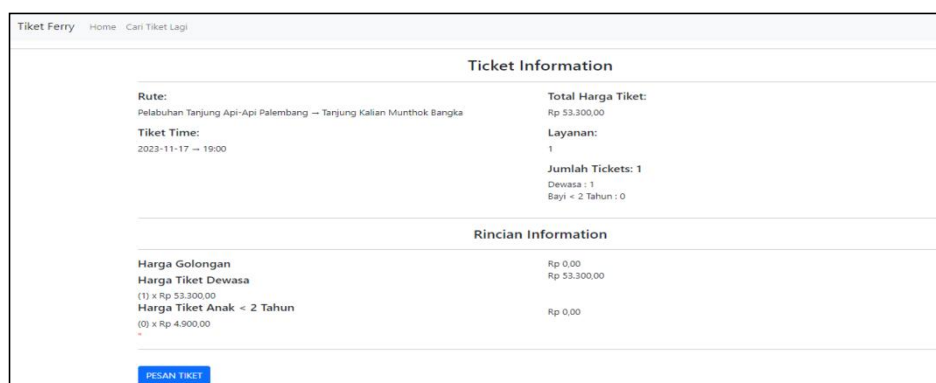 Tiket Ferry Home Cari Tiket Lagi
Ticket Information
Rute:
Pelabuhan Tanjung Api-Api Palembang → Tanjung Kalian Munthok Bangka
Tiket Time:
2023-11-17 → 19:00
Total Harga Tiket:
Rp 53.300,00
Layanan:
1
Jumlah Tickets: 1
Dewasa : 1
Bayi < 2 Tahun : 0
Rincian Information
Harga Golongan Rp 0,00
Harga Tiket Dewasa Rp 53.300,00
(1) x Rp 53.300,00
Harga Tiket Anak < 2 Tahun Rp 0,00
(0) x Rp 4.900,00
*
PESAN TIKET